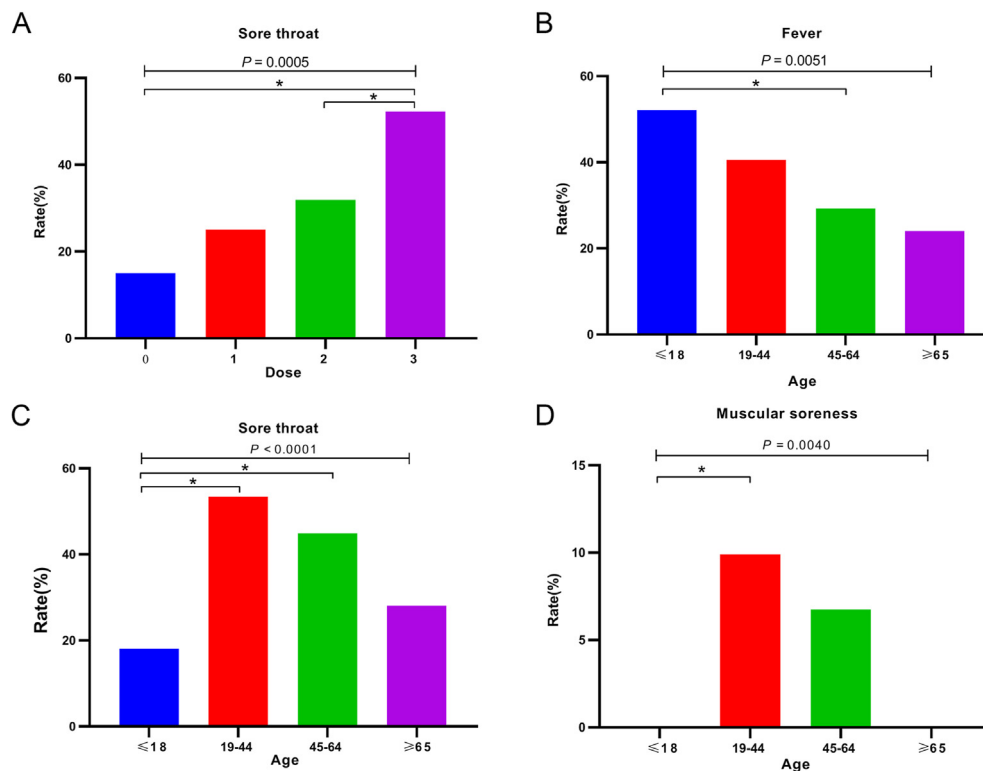 A
Sore throat
P = 0.0005
*
*
60
40
20
0
Rate(%)
0 1 2 3
Dose
B
Fever
P = 0.0051
*
60
40
20
0
Rate(%)
≤18 19-44 45-64 ≥65
Age
C
Sore throat
P < 0.0001
*
*
60
40
20
0
Rate(%)
≤18 19-44 45-64 ≥65
Age
D
Muscular soreness
P = 0.0040
*
15
10
5
0
Rate(%)
≤18 19-44 45-64 ≥65
Age